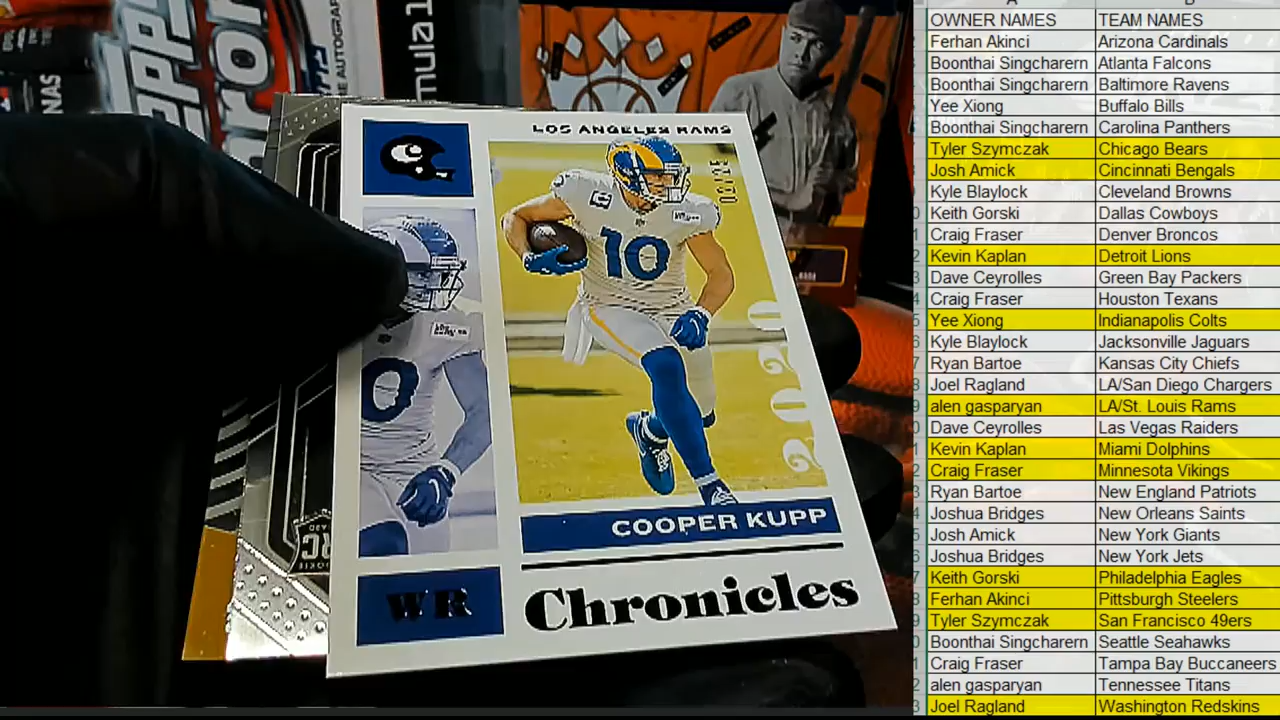 LOS ANGELES RAMS
10
2020
COOPER KUPP
WR
Chronicles
RC
A
OWNER NAMES TEAM NAMES
Ferhan Akinci Arizona Cardinals
Boonthai Singcharern Atlanta Falcons
Boonthai Singcharern Baltimore Ravens
Yee Xiong Buffalo Bills
Boonthai Singcharern Carolina Panthers
Tyler Szymczak Chicago Bears
Josh Amick Cincinnati Bengals
Kyle Blaylock Cleveland Browns
Keith Gorski Dallas Cowboys
Craig Fraser Denver Broncos
Kevin Kaplan Detroit Lions
Dave Ceyrolles Green Bay Packers
Craig Fraser Houston Texans
Yee Xiong Indianapolis Colts
Kyle Blaylock Jacksonville Jaguars
Ryan Bartoe Kansas City Chiefs
Joel Ragland LA/San Diego Chargers
alen gasparyan LA/St. Louis Rams
Dave Ceyrolles Las Vegas Raiders
Kevin Kaplan Miami Dolphins
Craig Fraser Minnesota Vikings
Ryan Bartoe New England Patriots
Joshua Bridges New Orleans Saints
Josh Amick New York Giants
Joshua Bridges New York Jets
Keith Gorski Philadelphia Eagles
Ferhan Akinci Pittsburgh Steelers
Tyler Szymczak San Francisco 49ers
Boonthai Singcharern Seattle Seahawks
Craig Fraser Tampa Bay Buccaneers
alen gasparyan Tennessee Titans
Joel Ragland Washington Redskins